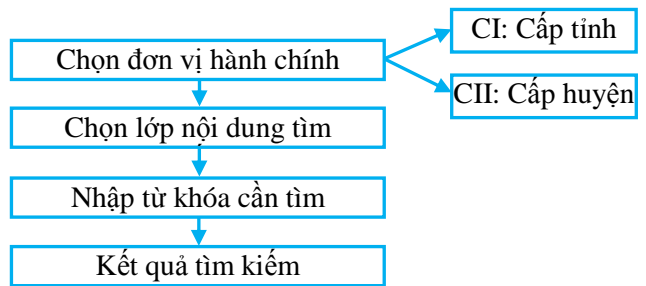 CI: Cấp tỉnh
Chọn đơn vị hành chính
CII: Cấp huyện
Chọn lớp nội dung tìm
Nhập từ khóa cần tìm
Kết quả tìm kiếm